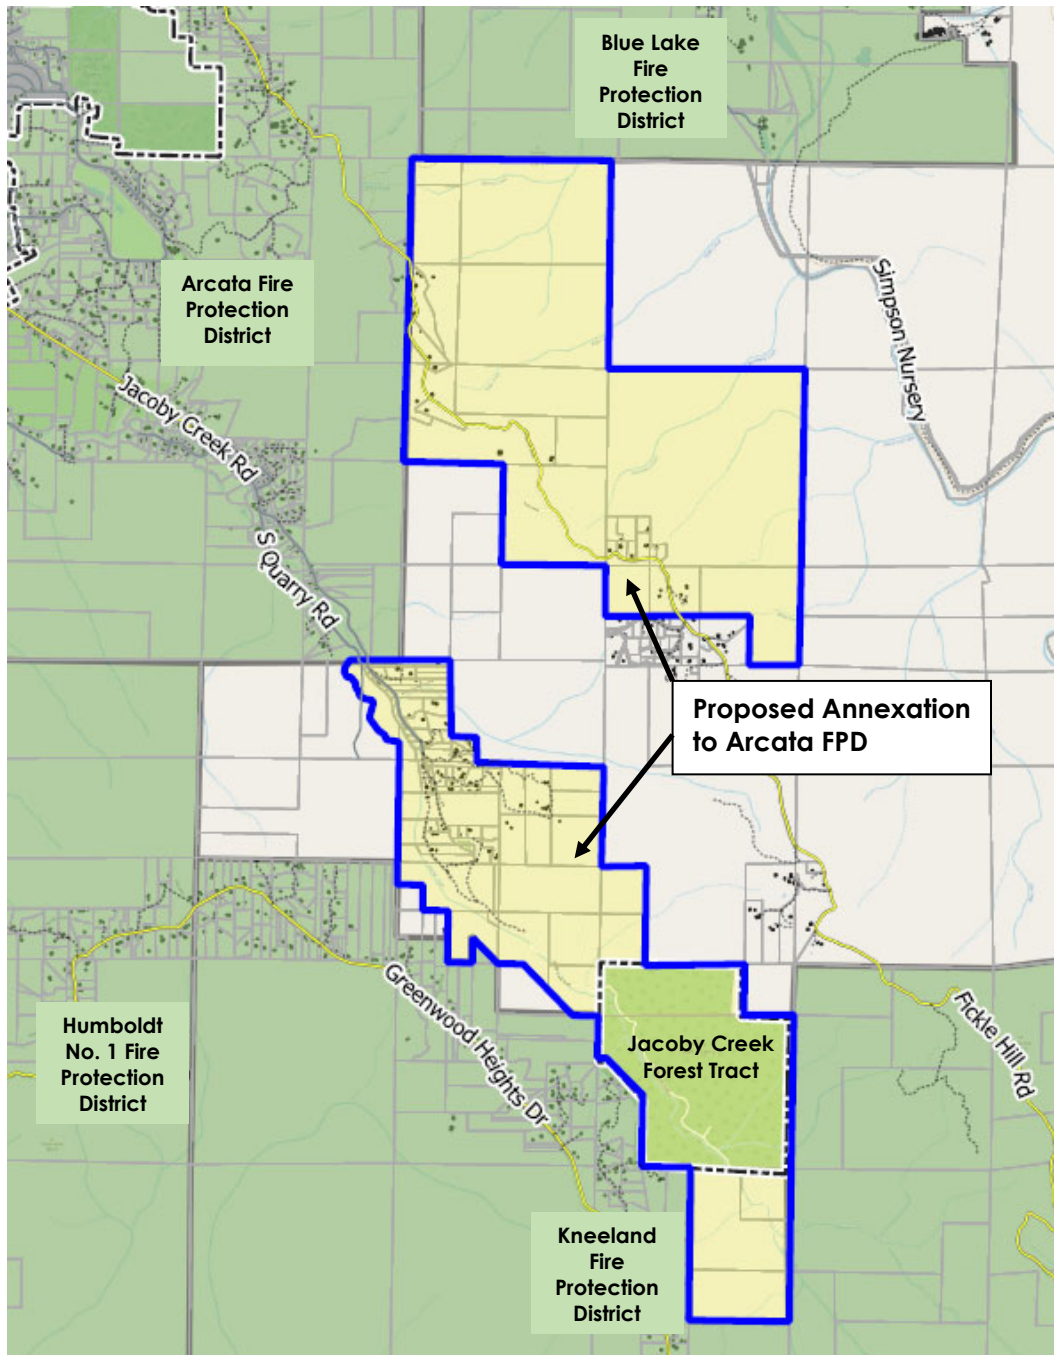 Blue Lake
Fire
Protection
District
Arcata Fire
Protection
District
Simpson Nursery
Jacoby Creek Rd
S Quarry Rd
Proposed Annexation
to Arcata FPD
Greenwood Heights Dr
Fickle Hill Rd
Humboldt
No. 1 Fire
Protection
District
Jacoby Creek
Forest Tract
Kneeland
Fire
Protection
District